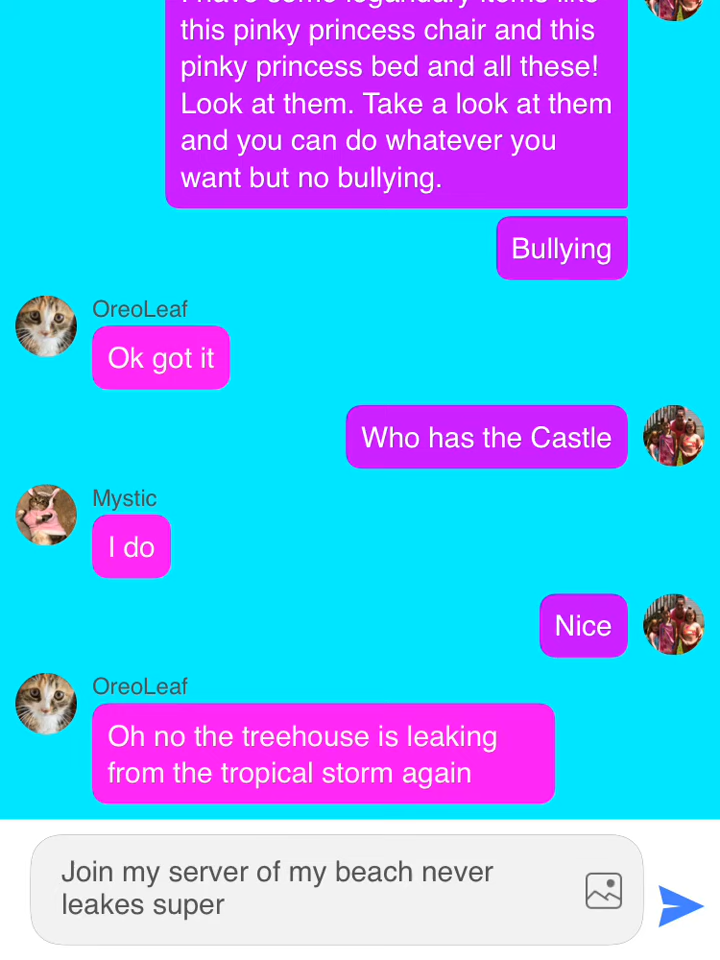 this pinky princess chair and this
pinky princess bed and all these!
Look at them. Take a look at them
and you can do whatever you
want but no bullying.
Bullying
OreoLeaf
Ok got it
Who has the Castle
Mystic
I do
Nice
OreoLeaf
Oh no the treehouse is leaking
from the tropical storm again
Join my server of my beach never
leakes super